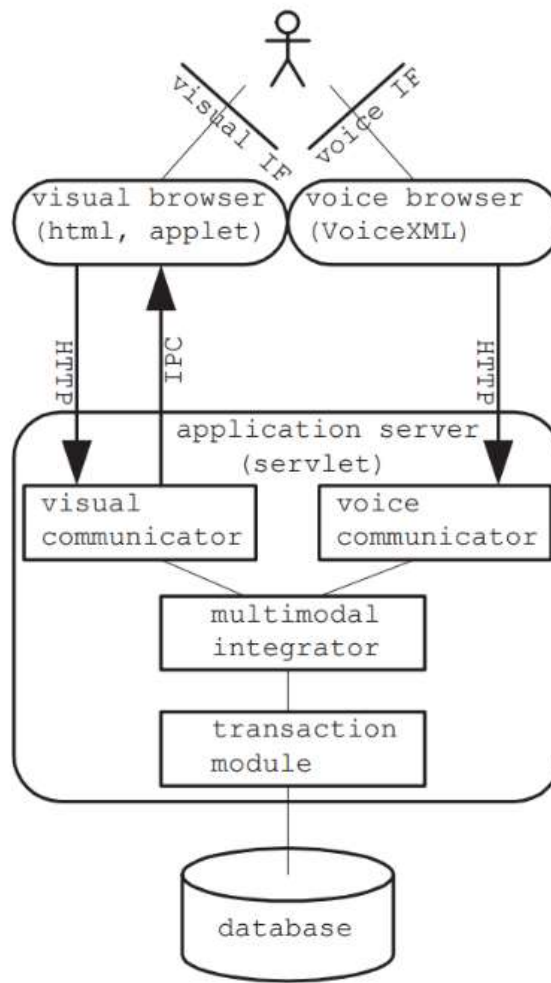 visual IF
voice IF
visual browser
(html, applet)
voice browser
(VoiceXML)
HTTP
IPC
HTTP
application server
(servlet)
visual
communicator
voice
communicator
multimodal
integrator
transaction
module
database